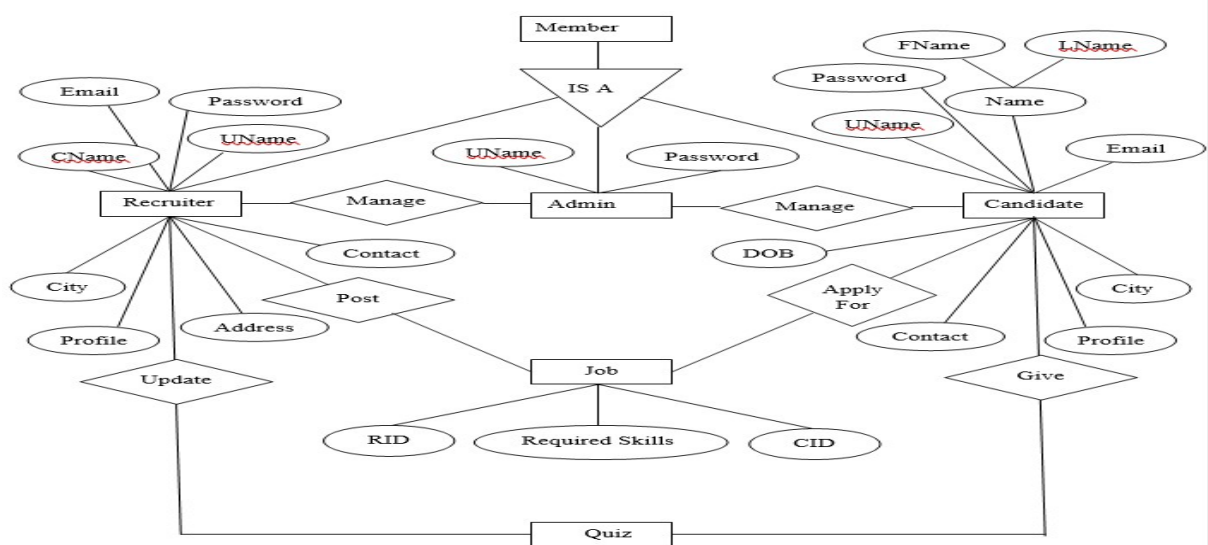 Member
FName
LName
IS A
Password
Email
Password
Name
UName
UName
CName
UName
Password
Email
Recruiter
Manage
Admin
Manage
Candidate
Contact
DOB
City
Post
Apply
For
City
Profile
Address
Contact
Profile
Update
Job
Give
RID
Required Skills
CID
Quiz